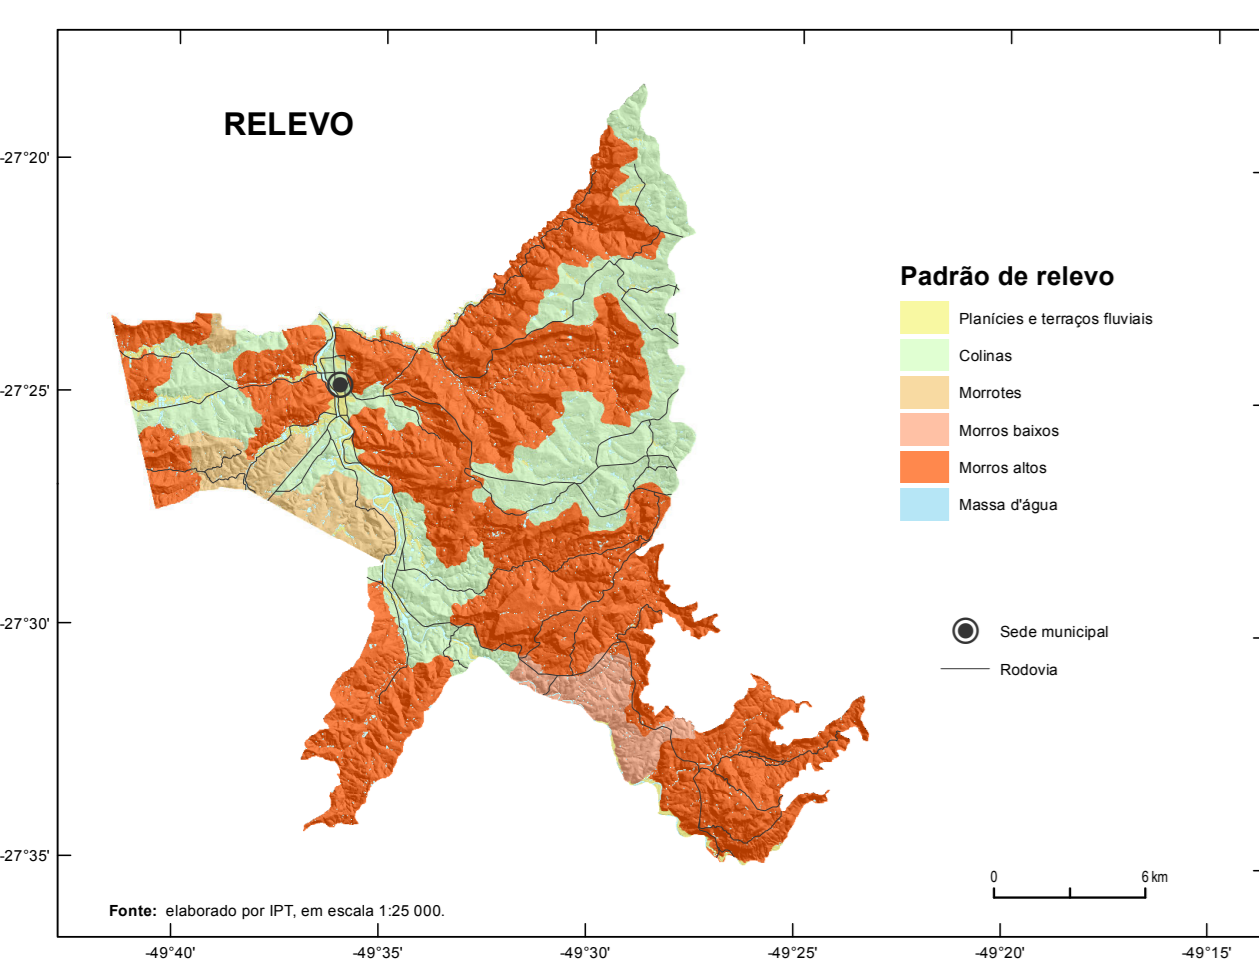 RELEVO
-27°20'
-27°25'
-27°30'
-27°35'
Padrão de relevo
Planícies e terraços fluviais
Colinas
Morrotes
Morros baixos
Morros altos
Massa d'água
Sede municipal
Rodovia
0 6 km
Fonte: elaborado por IPT, em escala 1:25 000.
-49°40' -49°35' -49°30' -49°25' -49°20' -49°15'